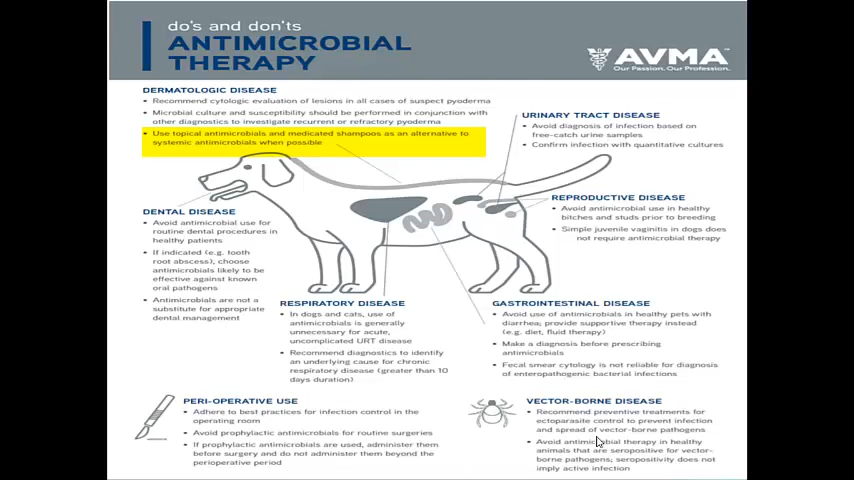 do's and don'ts
ANTIMICROBIAL
THERAPY
AVMA
Our Passion. Our Profession.
DERMATOLOGIC DISEASE
• Recommend cytologic evaluation of lesions in all cases of suspect pyoderma
• Microbial culture and susceptibility should be performed in conjunction with
other diagnostics to investigate recurrent or refractory pyoderma
• Use topical antimicrobials and medicated shampoos as an alternative to
systemic antimicrobials when possible
URINARY TRACT DISEASE
• Avoid diagnosis of infection based on
free-catch urine samples
• Confirm infection with quantitative cultures
REPRODUCTIVE DISEASE
• Avoid antimicrobial use in healthy
bitches and studs prior to breeding
• Simple juvenile vaginitis in dogs does
not require antimicrobial therapy
DENTAL DISEASE
• Avoid antimicrobial use for
routine dental procedures in
healthy patients
• If indicated (e.g. tooth
root abscess), choose
antimicrobials likely to be
effective against known
oral pathogens
• Antimicrobials are not a
substitute for appropriate
dental management
RESPIRATORY DISEASE
• In dogs and cats, use of
antimicrobials is generally
unnecessary for acute,
uncomplicated URT disease
• Recommend diagnostics to identify
an underlying cause for chronic
respiratory disease (greater than 10
days duration)
GASTROINTESTINAL DISEASE
• Avoid use of antimicrobials in healthy pets with
diarrhea; provide supportive therapy instead
(e.g. diet, fluid therapy)
• Make a diagnosis before prescribing
antimicrobials
• Fecal smear cytology is not reliable for diagnosis
of enteropathogenic bacterial infections
PERI-OPERATIVE USE
• Adhere to best practices for infection control in the
operating room
• Avoid prophylactic antimicrobials for routine surgeries
• If prophylactic antimicrobials are used, administer them
before surgery and do not administer them beyond the
perioperative period
VECTOR-BORNE DISEASE
• Recommend preventive treatments for
ectoparasite control to prevent infection
and spread of vector-borne pathogens
• Avoid antimicrobial therapy in healthy
animals that are seropositive for vector-
borne pathogens; seropositivity does not
imply active infection